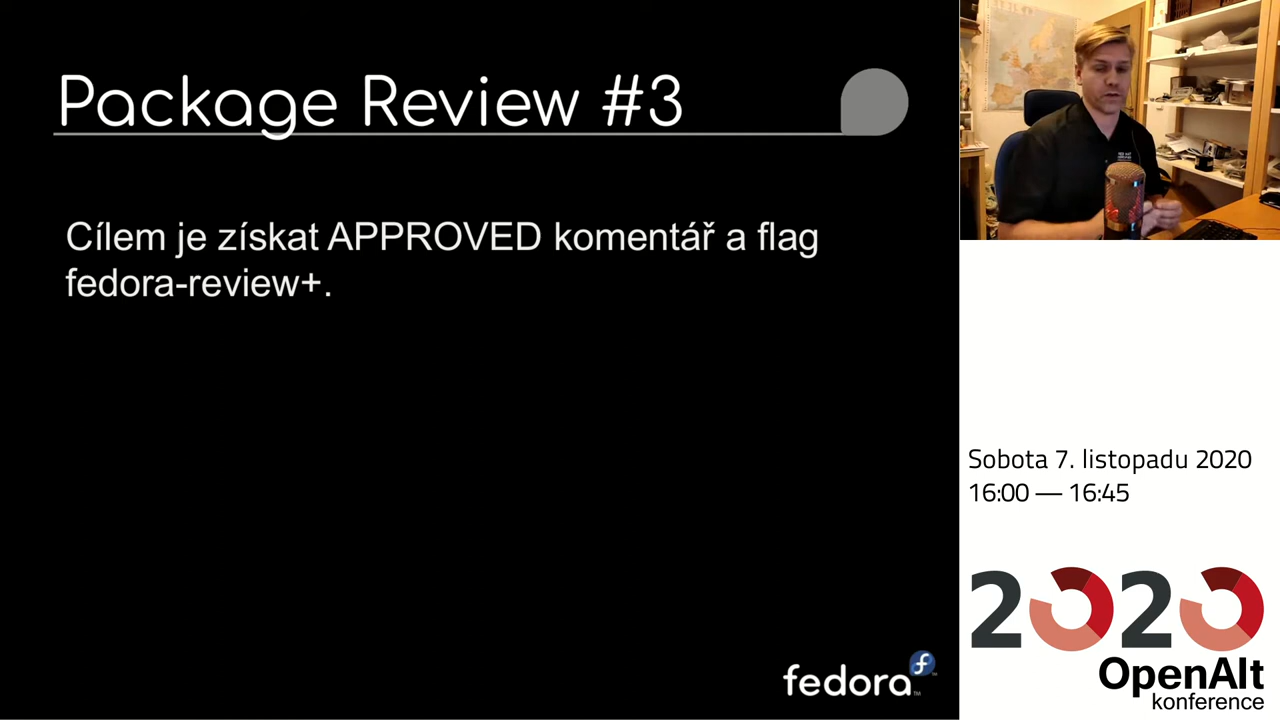 Package Review #3
Cílem je získat APPROVED komentář a flag
fedora-review+.
fedora
Sobota 7. listopadu 2020
16:00 — 16:45
2020
OpenAlt
konference